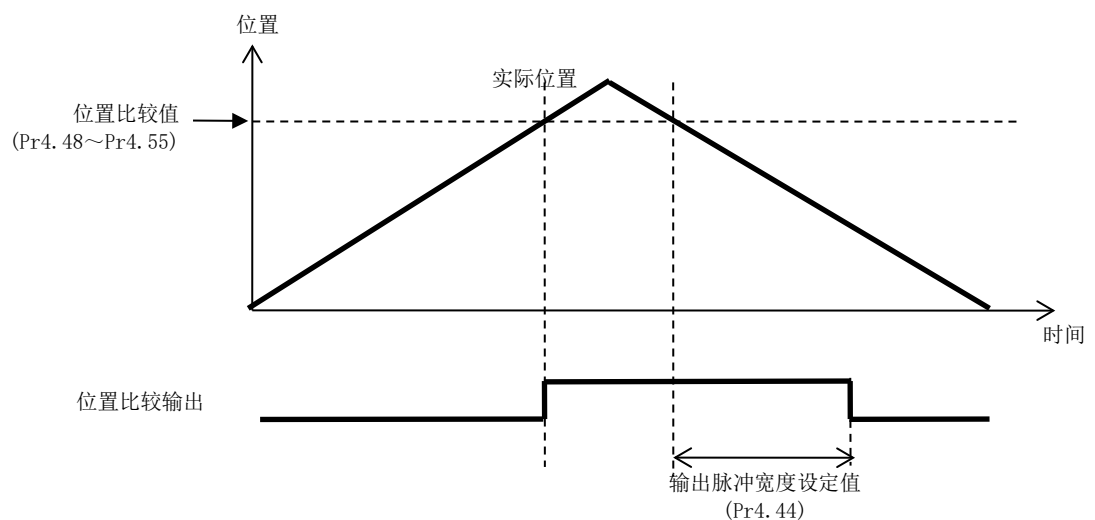 位置
实际位置
位置比较值
(Pr4.48～Pr4.55)
时间
位置比较输出
输出脉冲宽度设定值
(Pr4.44)